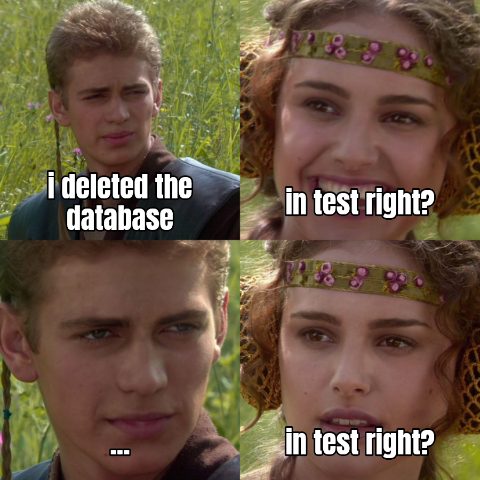 i deleted the
database
in test right?
...
in test right?